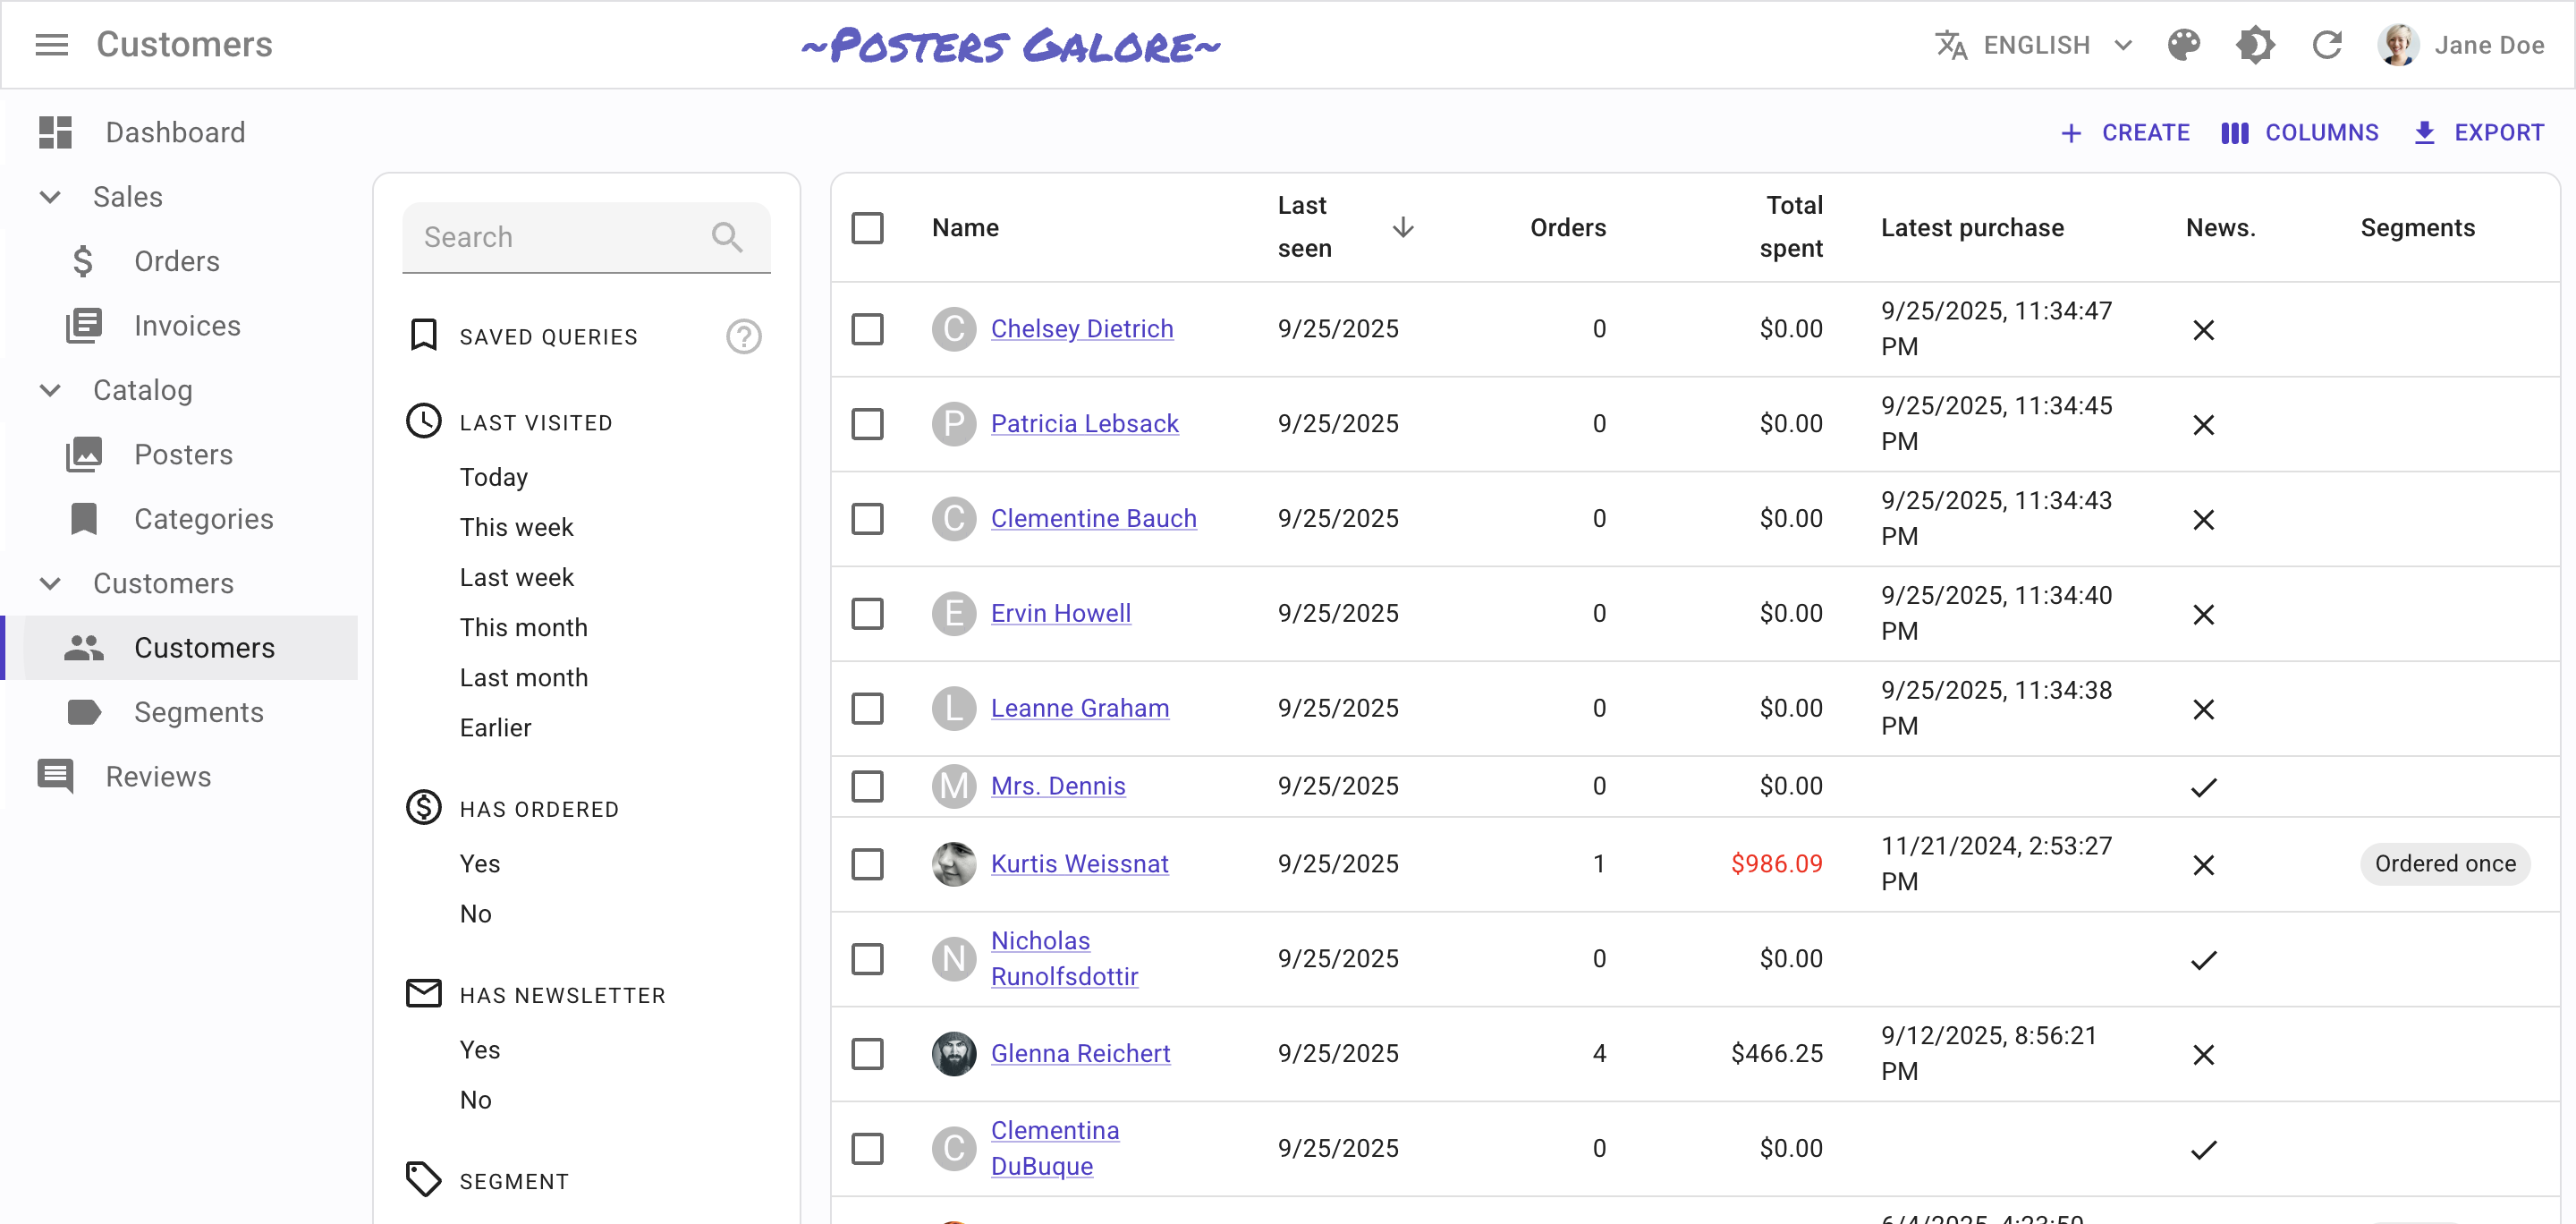 Customers
~Posters Galore~
ENGLISH
Jane Doe
Dashboard
Sales
Orders
Invoices
Catalog
Posters
Categories
Customers
Customers
Segments
Reviews
CREATE
COLUMNS
EXPORT
Search
SAVED QUERIES
?
LAST VISITED
Today
This week
Last week
This month
Last month
Earlier
HAS ORDERED
Yes
No
HAS NEWSLETTER
Yes
No
SEGMENT
Name
Last
seen
Orders
Total
spent
Latest purchase
News.
Segments
C Chelsey Dietrich 9/25/2025 0 $0.00 9/25/2025, 11:34:47
PM
P Patricia Lebsack 9/25/2025 0 $0.00 9/25/2025, 11:34:45
PM
C Clementine Bauch 9/25/2025 0 $0.00 9/25/2025, 11:34:43
PM
E Ervin Howell 9/25/2025 0 $0.00 9/25/2025, 11:34:40
PM
L Leanne Graham 9/25/2025 0 $0.00 9/25/2025, 11:34:38
PM
M Mrs. Dennis 9/25/2025 0 $0.00
Kurtis Weissnat 9/25/2025 1 $986.09 11/21/2024, 2:53:27
PM
Ordered once
N Nicholas
Runolfsdottir
9/25/2025 0 $0.00
Glenna Reichert 9/25/2025 4 $466.25 9/12/2025, 8:56:21
PM
C Clementina
DuBuque
9/25/2025 0 $0.00